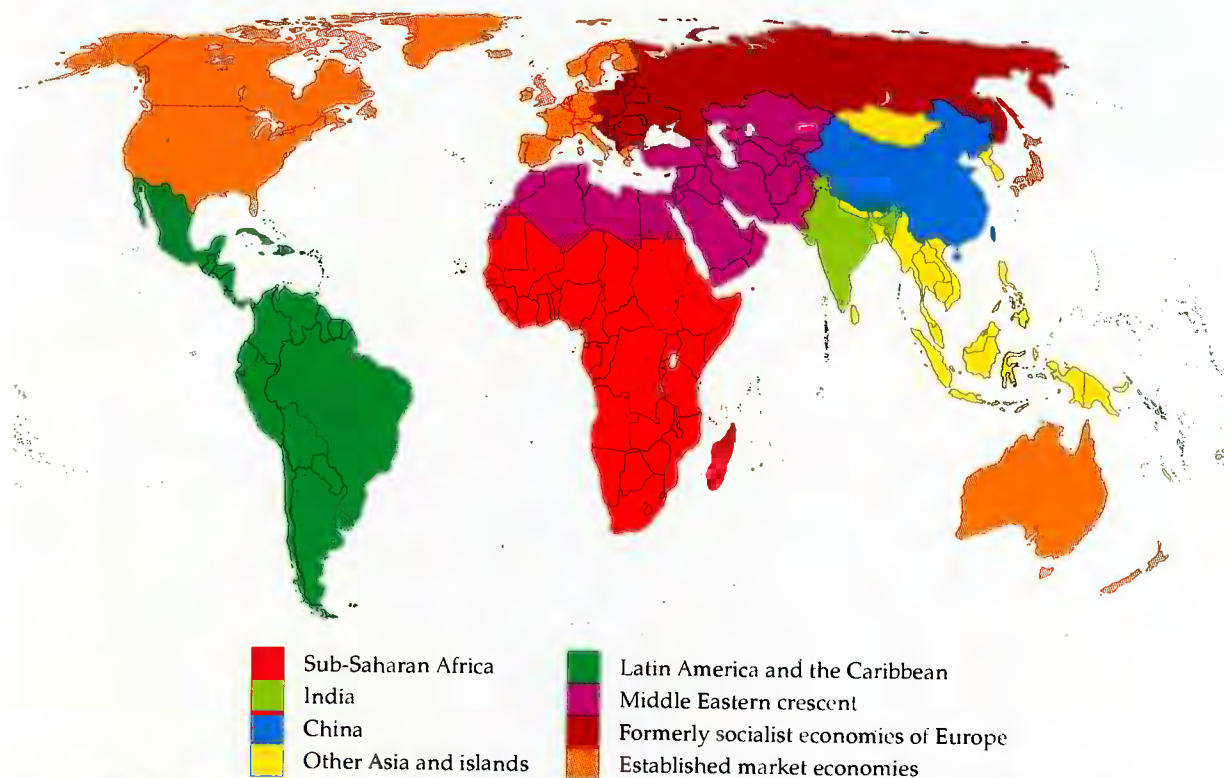 Sub-Saharan Africa
India
China
Other Asia and islands
Latin America and the Caribbean
Middle Eastern crescent
Formerly socialist economies of Europe
Established market economies